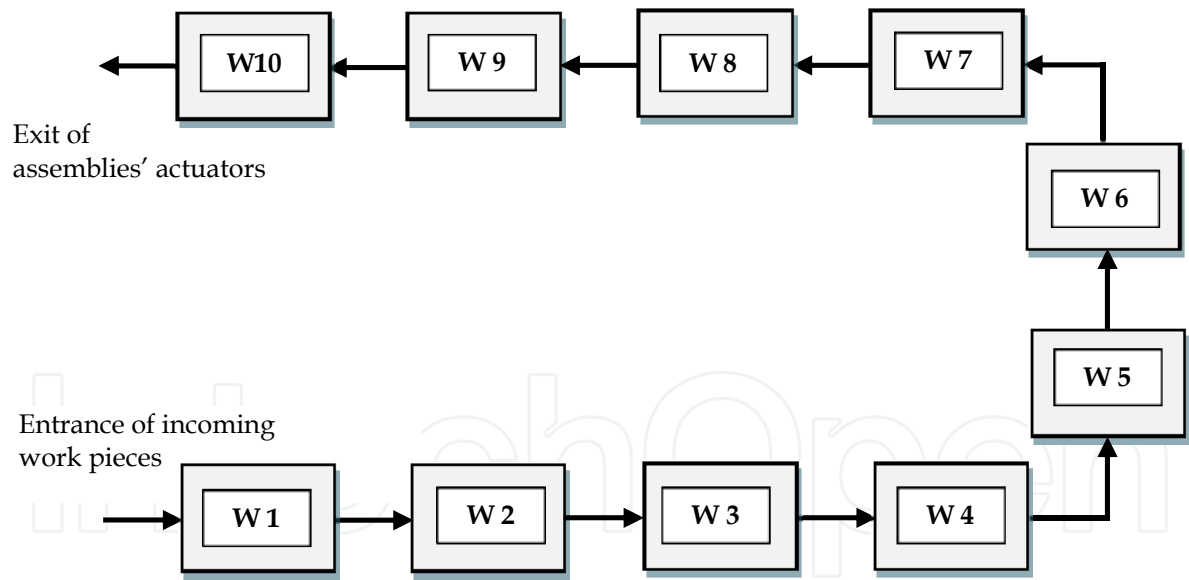 W10
W 9
W 8
W 7
Exit of
assemblies’ actuators
W 6
W 5
Entrance of incoming
work pieces
W 1
W 2
W 3
W 4
IntechOpen